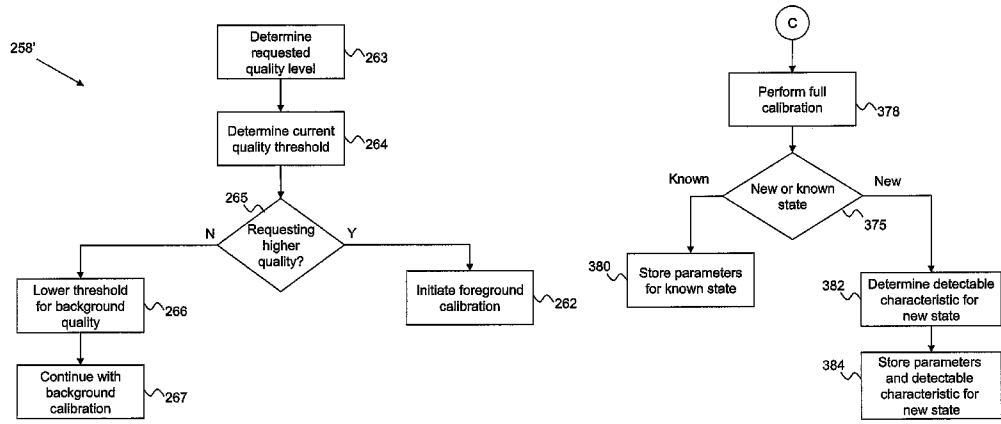 258'
Determine
requested
quality level
263
Determine current
quality threshold
264
265
Requesting
higher
quality?
N
Y
Lower threshold
for background
quality
266
Initiate foreground
calibration
262
Continue with
background
calibration
267
C
Perform full
calibration
378
Known
New or known
state
New
375
380
Store parameters
for known state
382
Determine detectable
characteristic for
new state
384
Store parameters
and detectable
characteristic for
new state